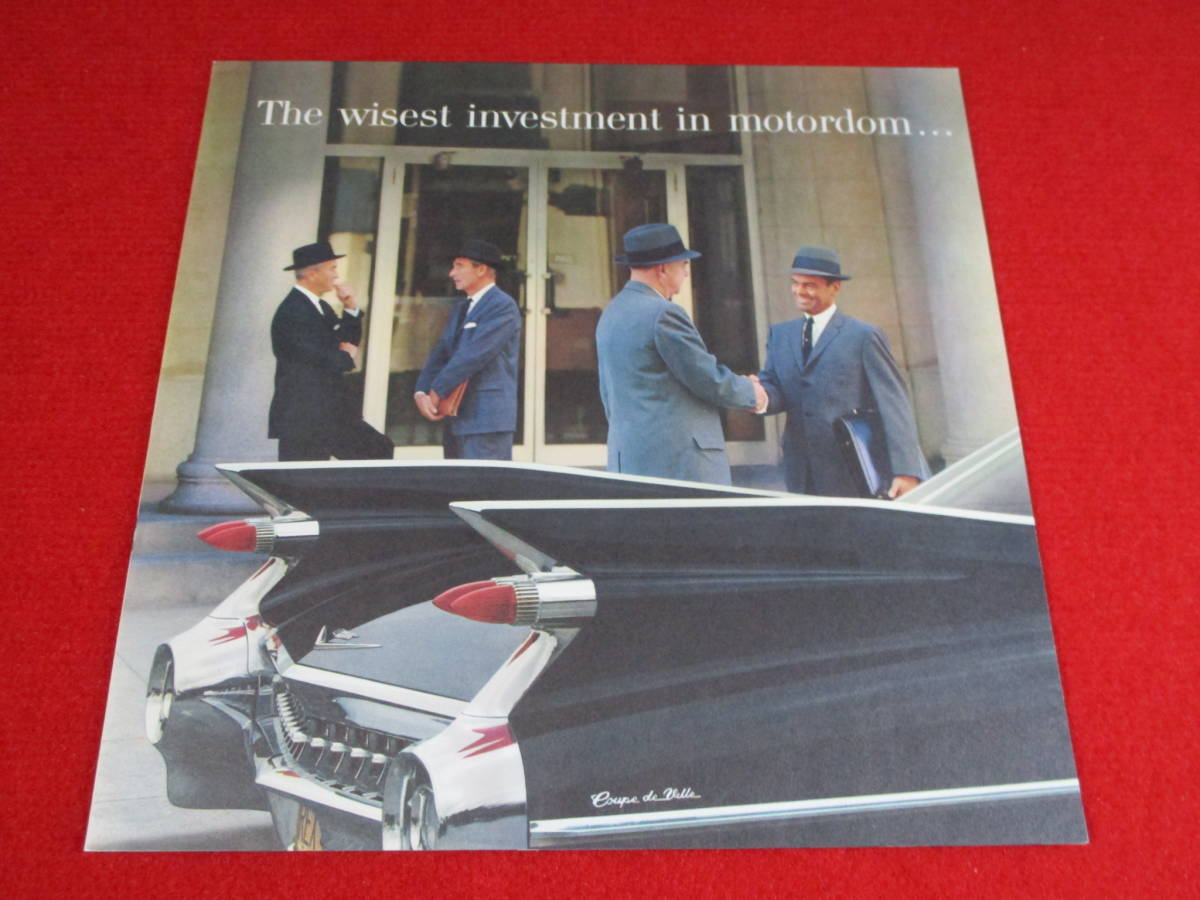 The wisest investment in motordom...
Coupe de Ville